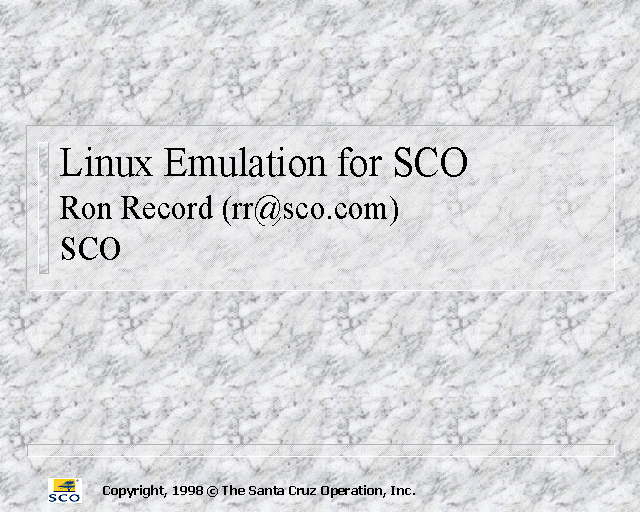 Linux Emulation for SCO
Ron Record (rr@sco.com)
SCO
SCO
Copyright, 1998 © The Santa Cruz Operation, Inc.